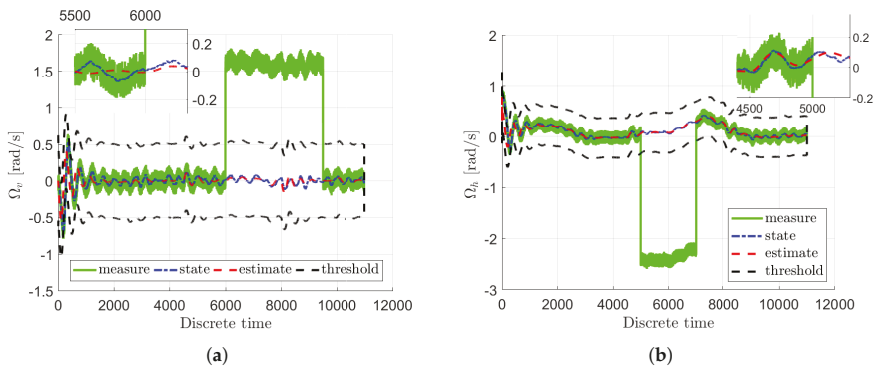 5500 6000
0.2
0
-0.2
2
1.5
1
0.5
0
-0.5
-1
-1.5
Ωv [rad/s]
measure state estimate threshold
0 2000 4000 6000 8000 10000 12000
Discrete time
(a)
0.2
0
0.2
4500 5000
2
1
0
-1
-2
-3
Ωh [rad/s]
measure
state
estimate
threshold
0 2000 4000 6000 8000 10000 12000
Discrete time
(b)